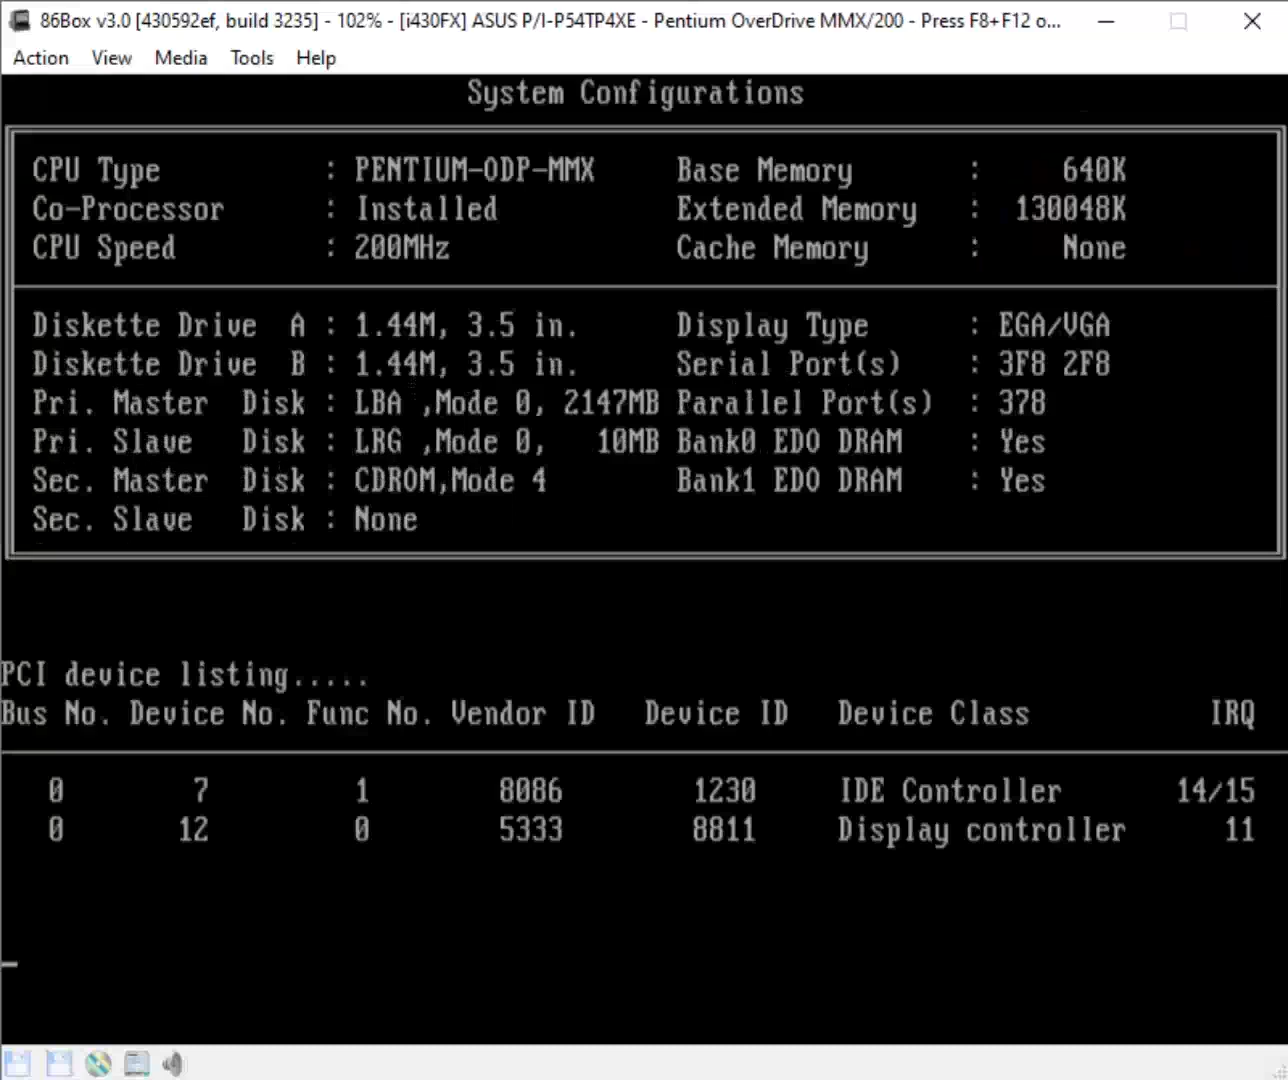 86Box v3.0 [430592ef, build 3235] - 102% - [i430FX] ASUS P/I-P54TP4XE - Pentium OverDrive MMX/200 - Press F8+F12 o...
Action View Media Tools Help
System Configurations
CPU Type : PENTIUM-ODP-MMX Base Memory : 640K
Co-Processor : Installed Extended Memory : 130048K
CPU Speed : 200MHz Cache Memory : None
Diskette Drive A : 1.44M, 3.5 in. Display Type : EGA/VGA
Diskette Drive B : 1.44M, 3.5 in. Serial Port(s) : 3F8 2F8
Pri. Master Disk : LBA ,Mode 0, 2147MB Parallel Port(s) : 378
Pri. Slave Disk : LRG ,Mode 0, 10MB Bank0 EDO DRAM : Yes
Sec. Master Disk : CDROM,Mode 4 Bank1 EDO DRAM : Yes
Sec. Slave Disk : None
PCI device listing.....
Bus No. Device No. Func No. Vendor ID Device ID Device Class IRQ
0 7 1 8086 1230 IDE Controller 14/15
0 12 0 5333 8811 Display controller 11